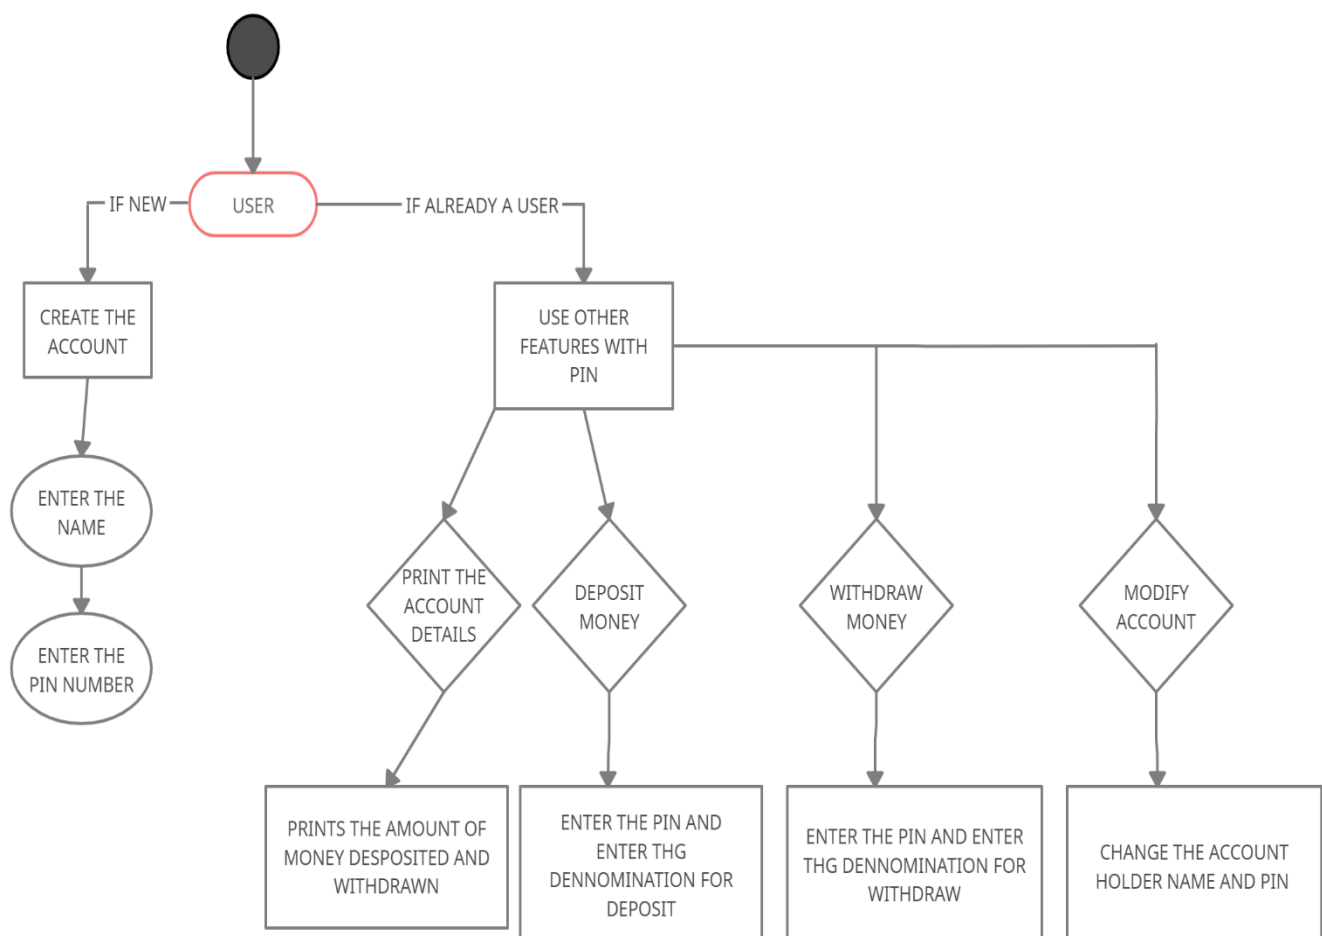 IF NEW
USER
IF ALREADY A USER
CREATE THE
ACCOUNT
USE OTHER
FEATURES WITH
PIN
ENTER THE
NAME
ENTER THE
PIN NUMBER
PRINT THE
ACCOUNT
DETAILS
DEPOSIT
MONEY
WITHDRAW
MONEY
MODIFY
ACCOUNT
PRINTS THE AMOUNT OF
MONEY DESPOSITED AND
WITHDRAWN
ENTER THE PIN AND
ENTER THG
DENNOMINATION FOR
DEPOSIT
ENTER THE PIN AND ENTER
THG DENNOMINATION FOR
WITHDRAW
CHANGE THE ACCOUNT
HOLDER NAME AND PIN